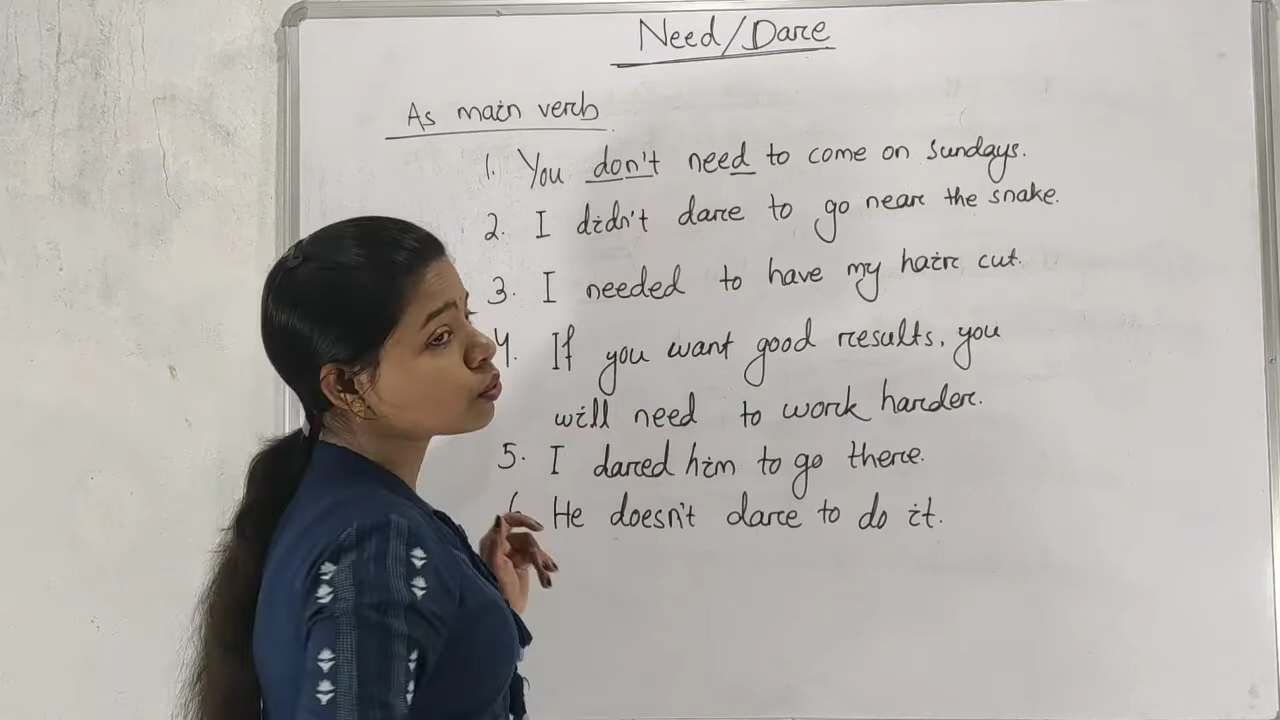 Need/Dare
As main verb
1. You don't need to come on Sundays.
2. I didn't dare to go near the snake.
3. I needed to have my hair cut.
4. If you want good results, you
will need to work harder.
5. I dared him to go there.
6. He doesn't dare to do it.